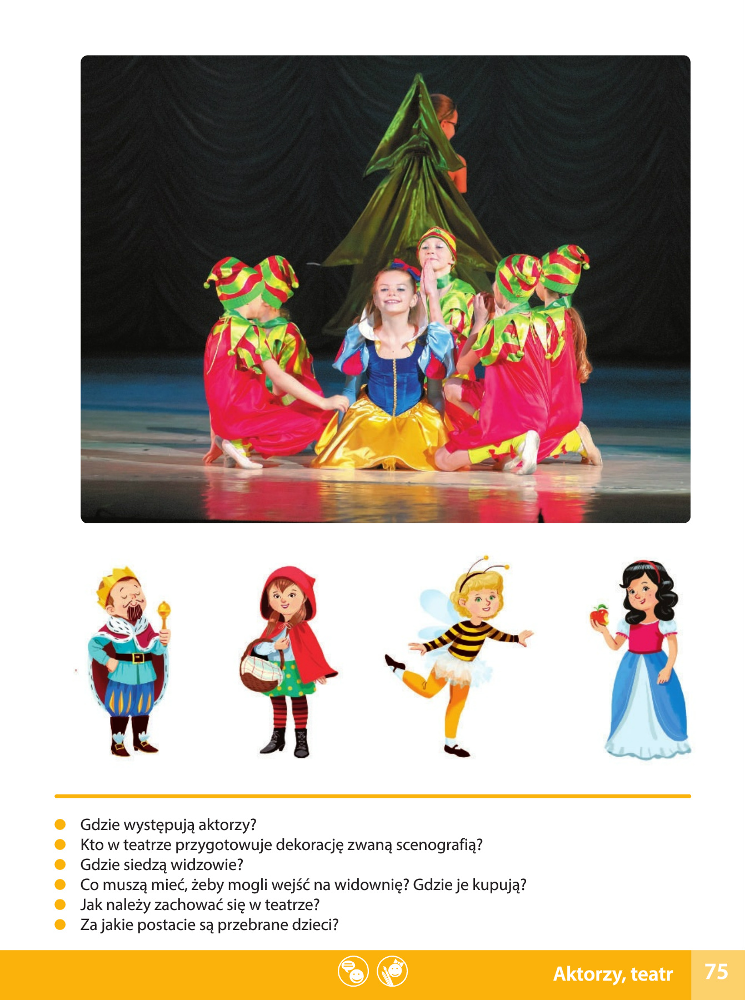 Gdzie występują aktorzy?
Kto w teatrze przygotowuje dekorację zwaną scenografią?
Gdzie siedzą widzowie?
Co muszą mieć, żeby mogli wejść na widownię? Gdzie je kupują?
Jak należy zachować się w teatrze?
Za jakie postacie są przebrane dzieci?
Aktorzy, teatr 75